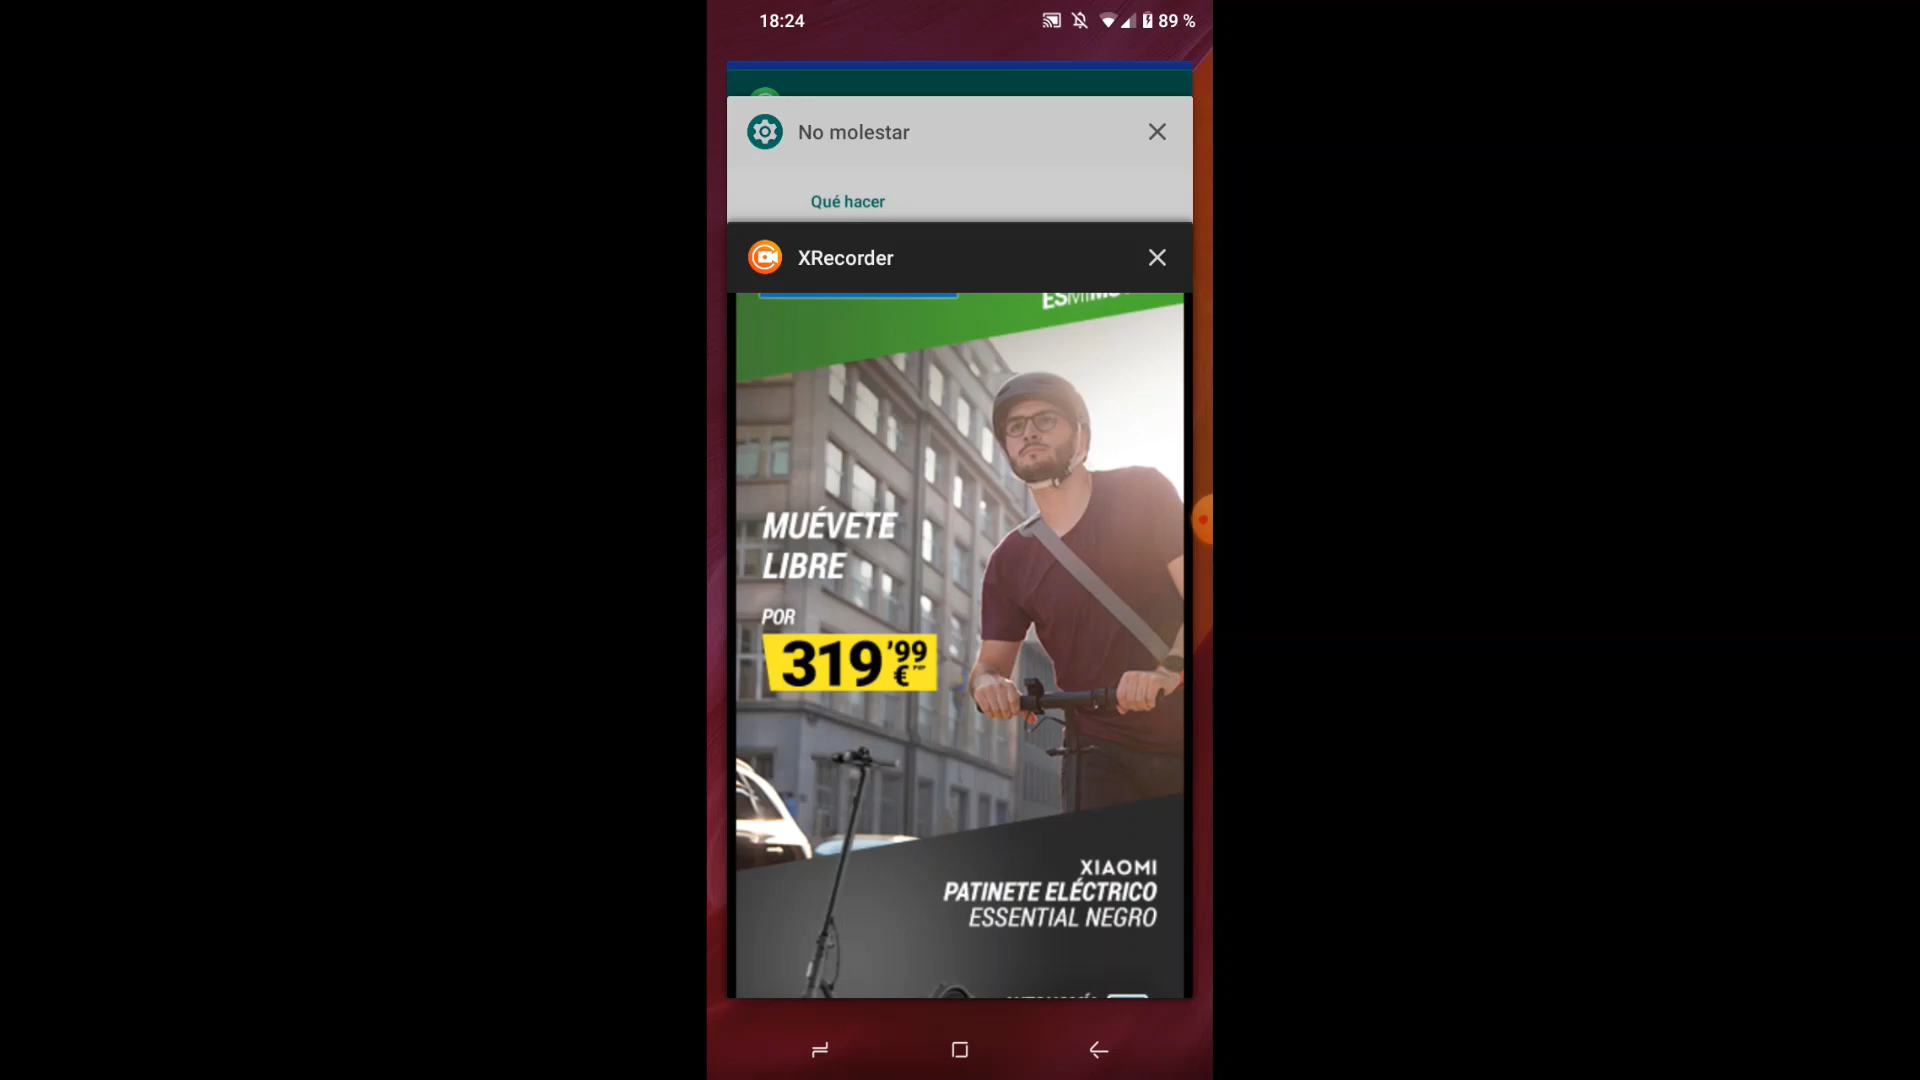 18:24
89 %
No molestar
Qué hacer
XRecorder
MUÉVETE
LIBRE
POR
319'99 €
XIAOMI
PATINETE ELÉCTRICO
ESSENTIAL NEGRO